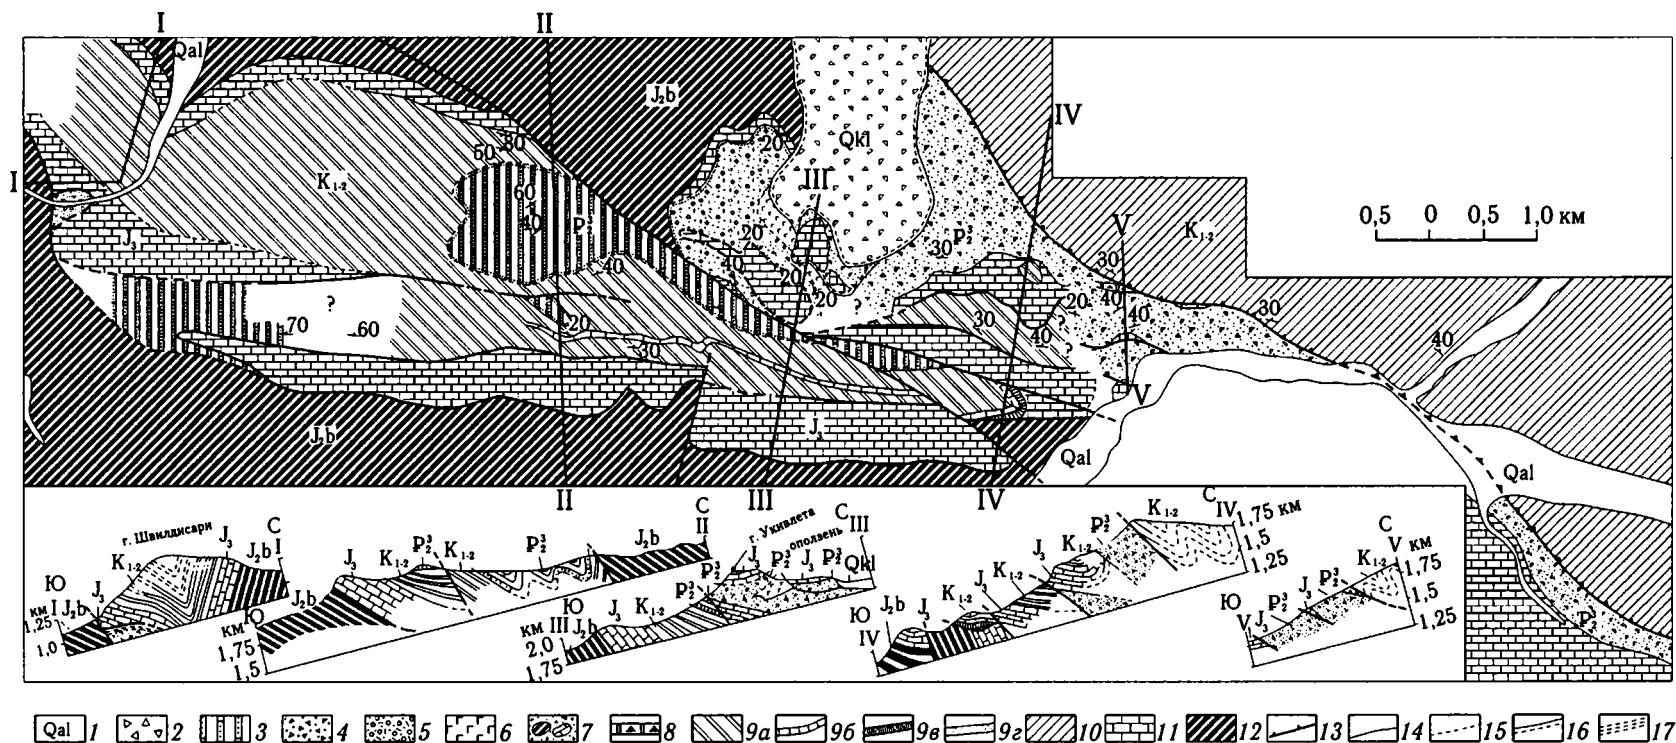 I
II
Qal
J₂b
Qkl
20
IV
50
80
I
K₁₋₂
60
III
40
P₂³
V
K₁₋₂
0,5 0 0,5 1,0 км
J₃
20
P₂³
30
30
40
40
20
20
20
40
?
70
60
20
30
?
20
?
30
40
40
?
30
40
V
J₂b
J₃
Qal
Qal
II
III
IV
P₂³
г. Швилдисари
Ю
км I
1,25
1,0
J₂b
J₃
K₁₋₂
J₃
J₂b
С
I
Ю
км
1,75
1,5
J₂b
J₃
K₁₋₂
P₂³
K₁₋₂
P₂³
J₂b
С
II
г. Укивлета
оползень
Ю
км III
2,0
1,75
J₂b
J₃
K₁₋₂
P₂³
P₂³
J
P₂³
J₃
P₂³
Qkl
С
III
Ю
IV
J₂b
J₃
K₁₋₂
J₃
K₁₋₂
J₃
K₁₋₂
P₂³
K₁₋₂
С
IV
1,75 км
1,5
1,25
Ю
V
J₃
P₂³
J₃
P₂³
K₁₋₂
С
V км
1,75
1,5
1,25
Qal 1 2 3 4 5 6 7 8 9а 9б 9в 9г 10 11 12 13 14 15 16 17